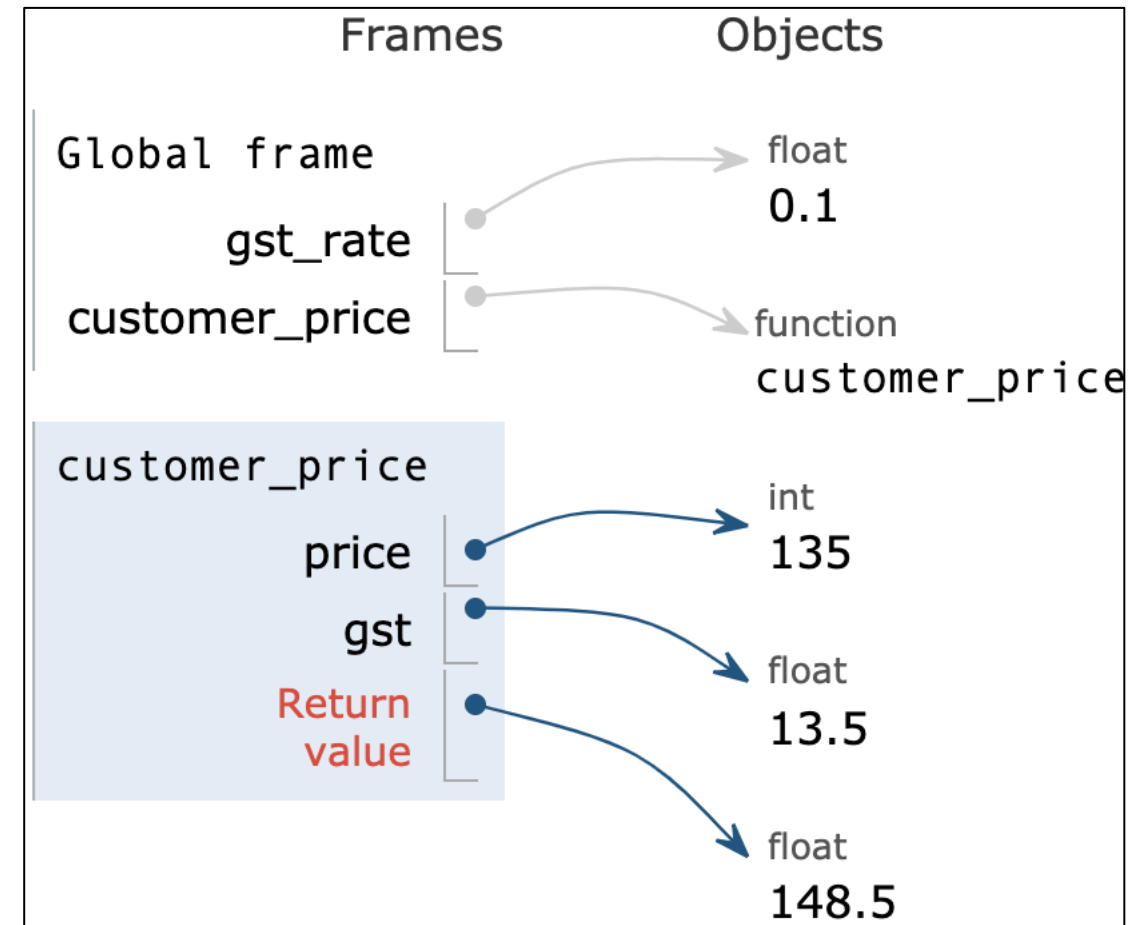 Frames Objects
Global frame
float
0.1
gst_rate
customer_price
function
customer_price
customer_price
int
135
price
gst
float
13.5
Return
value
float
148.5